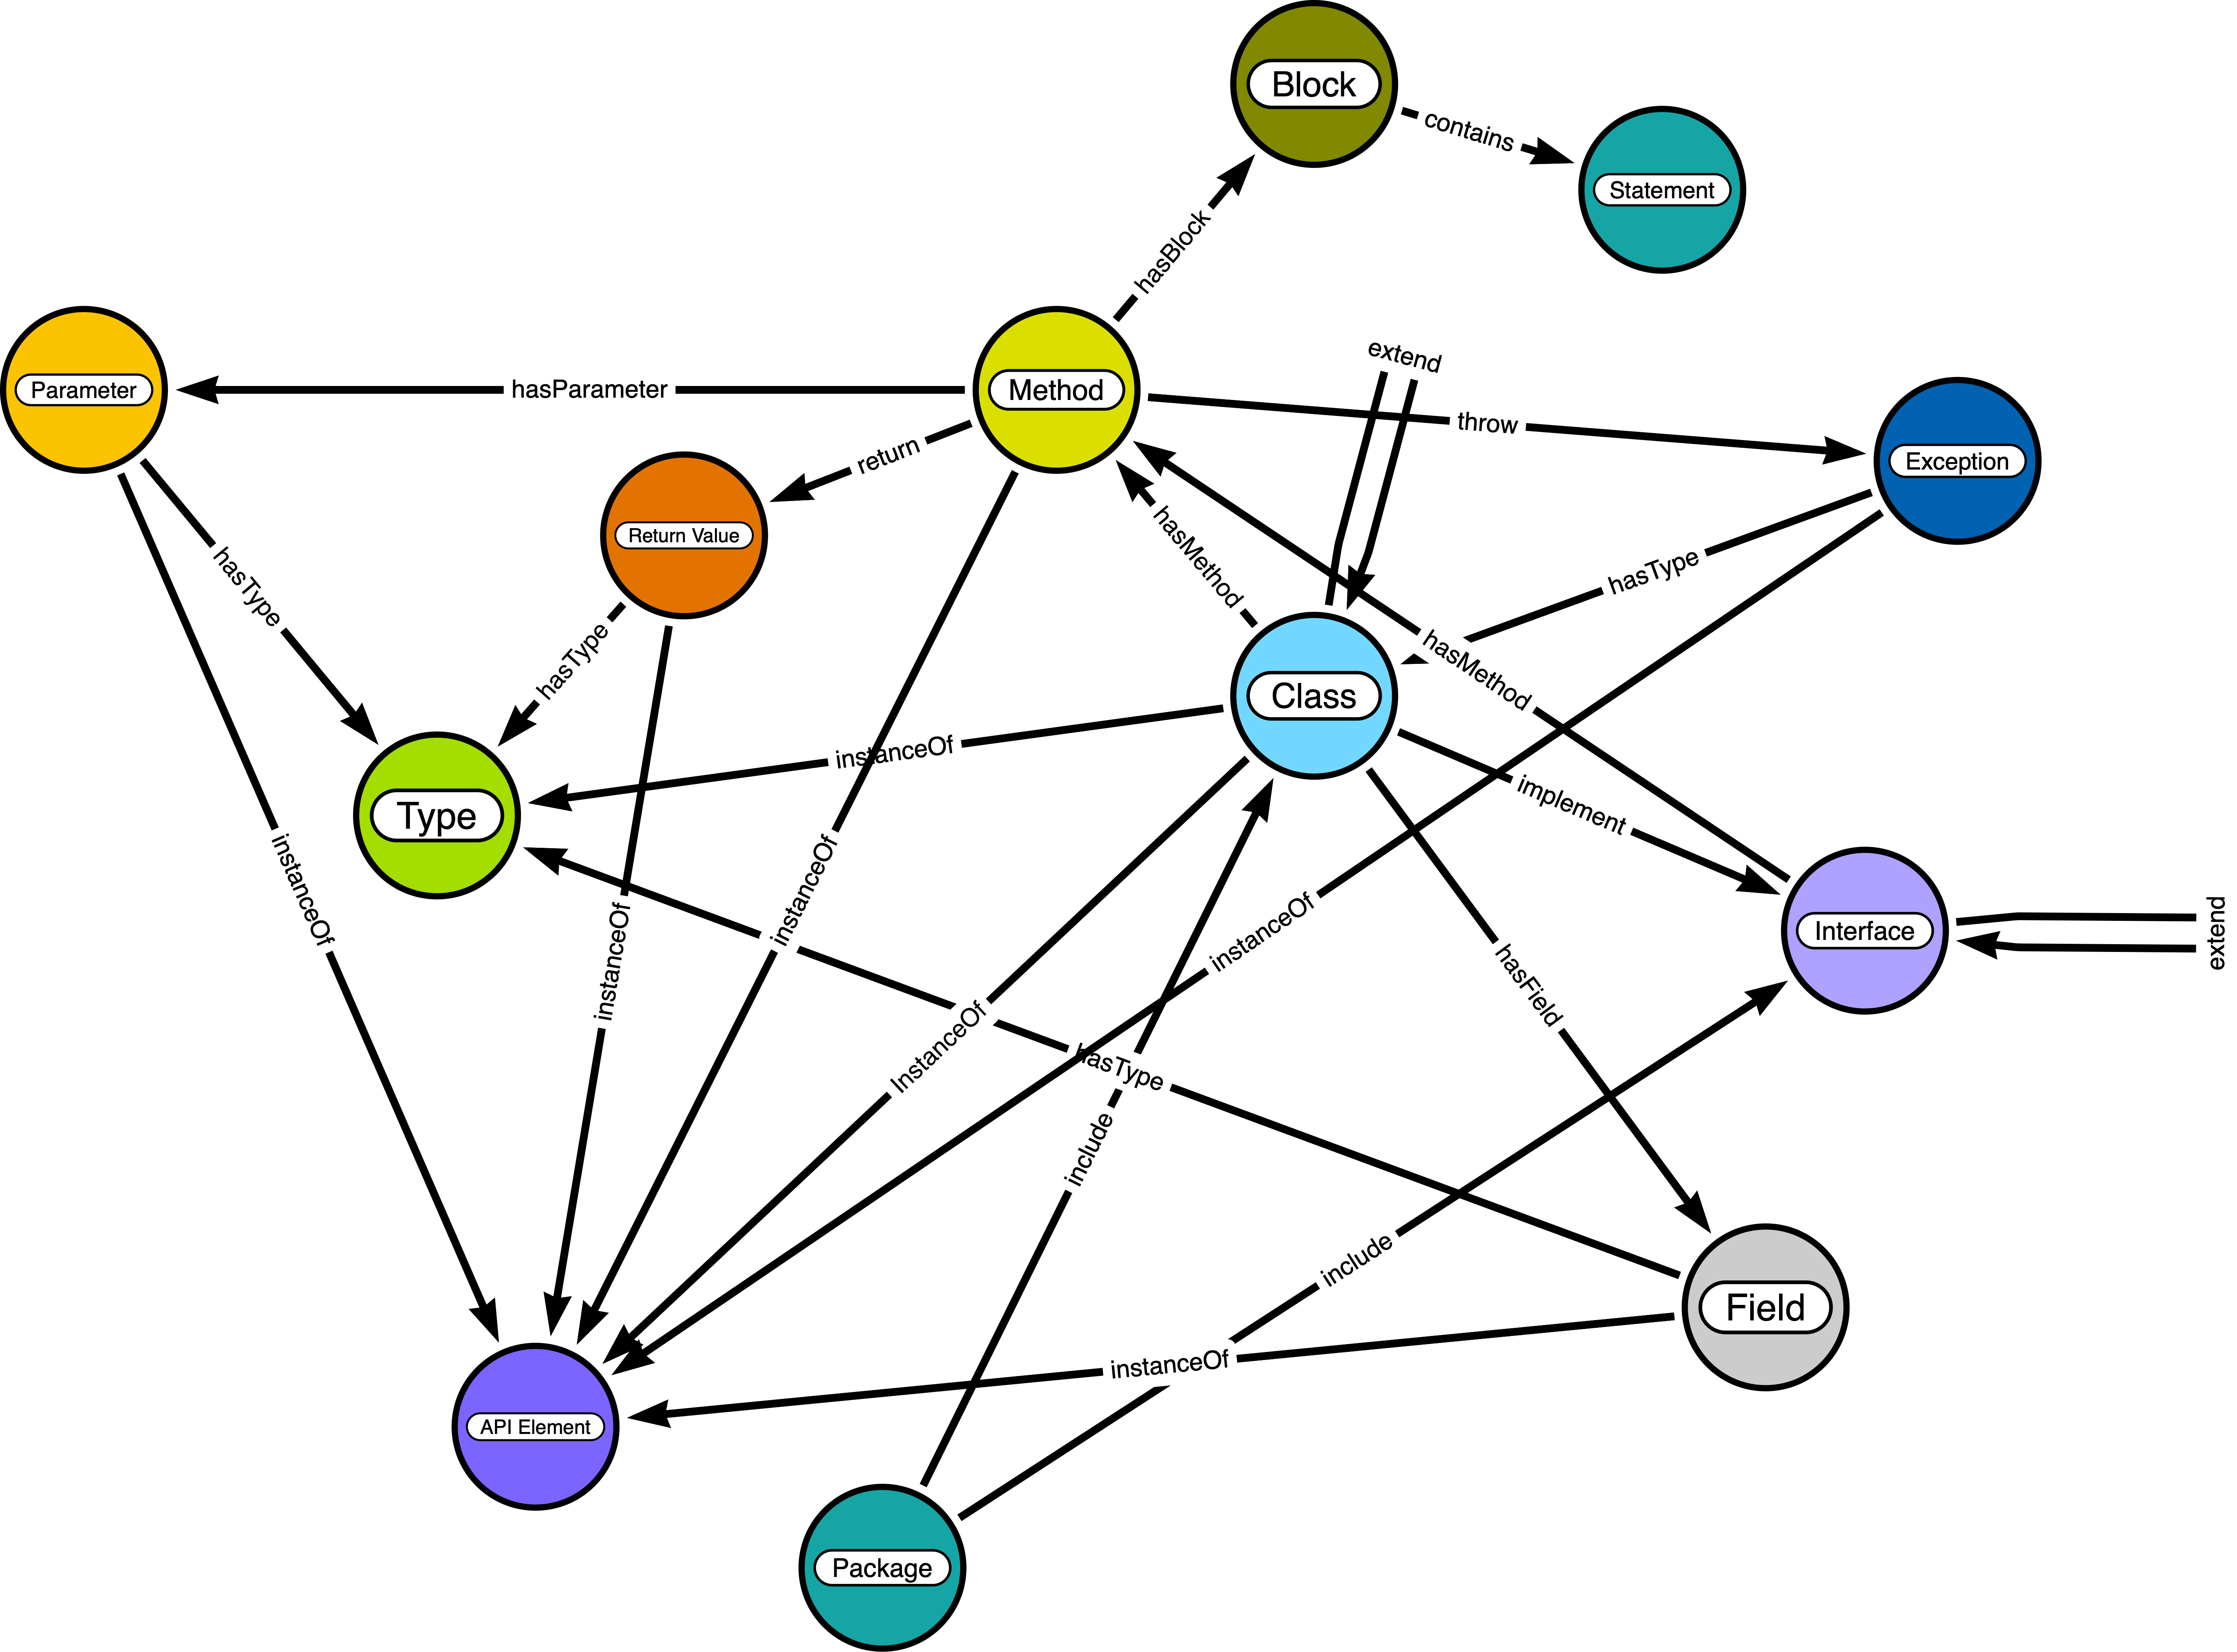 Block
contains
Statement
hasBlock
extend
Parameter
hasParameter
Method
throw
return
Exception
Return Value
hasMethod
hasType
hasType
hasType
hasMethod
Class
instanceOf
implement
Type
instanceOf
instanceOf
instanceOf
instanceOf
Interface
extend
hasField
InstanceOf
hasType
include
include
Field
instanceOf
API Element
Package